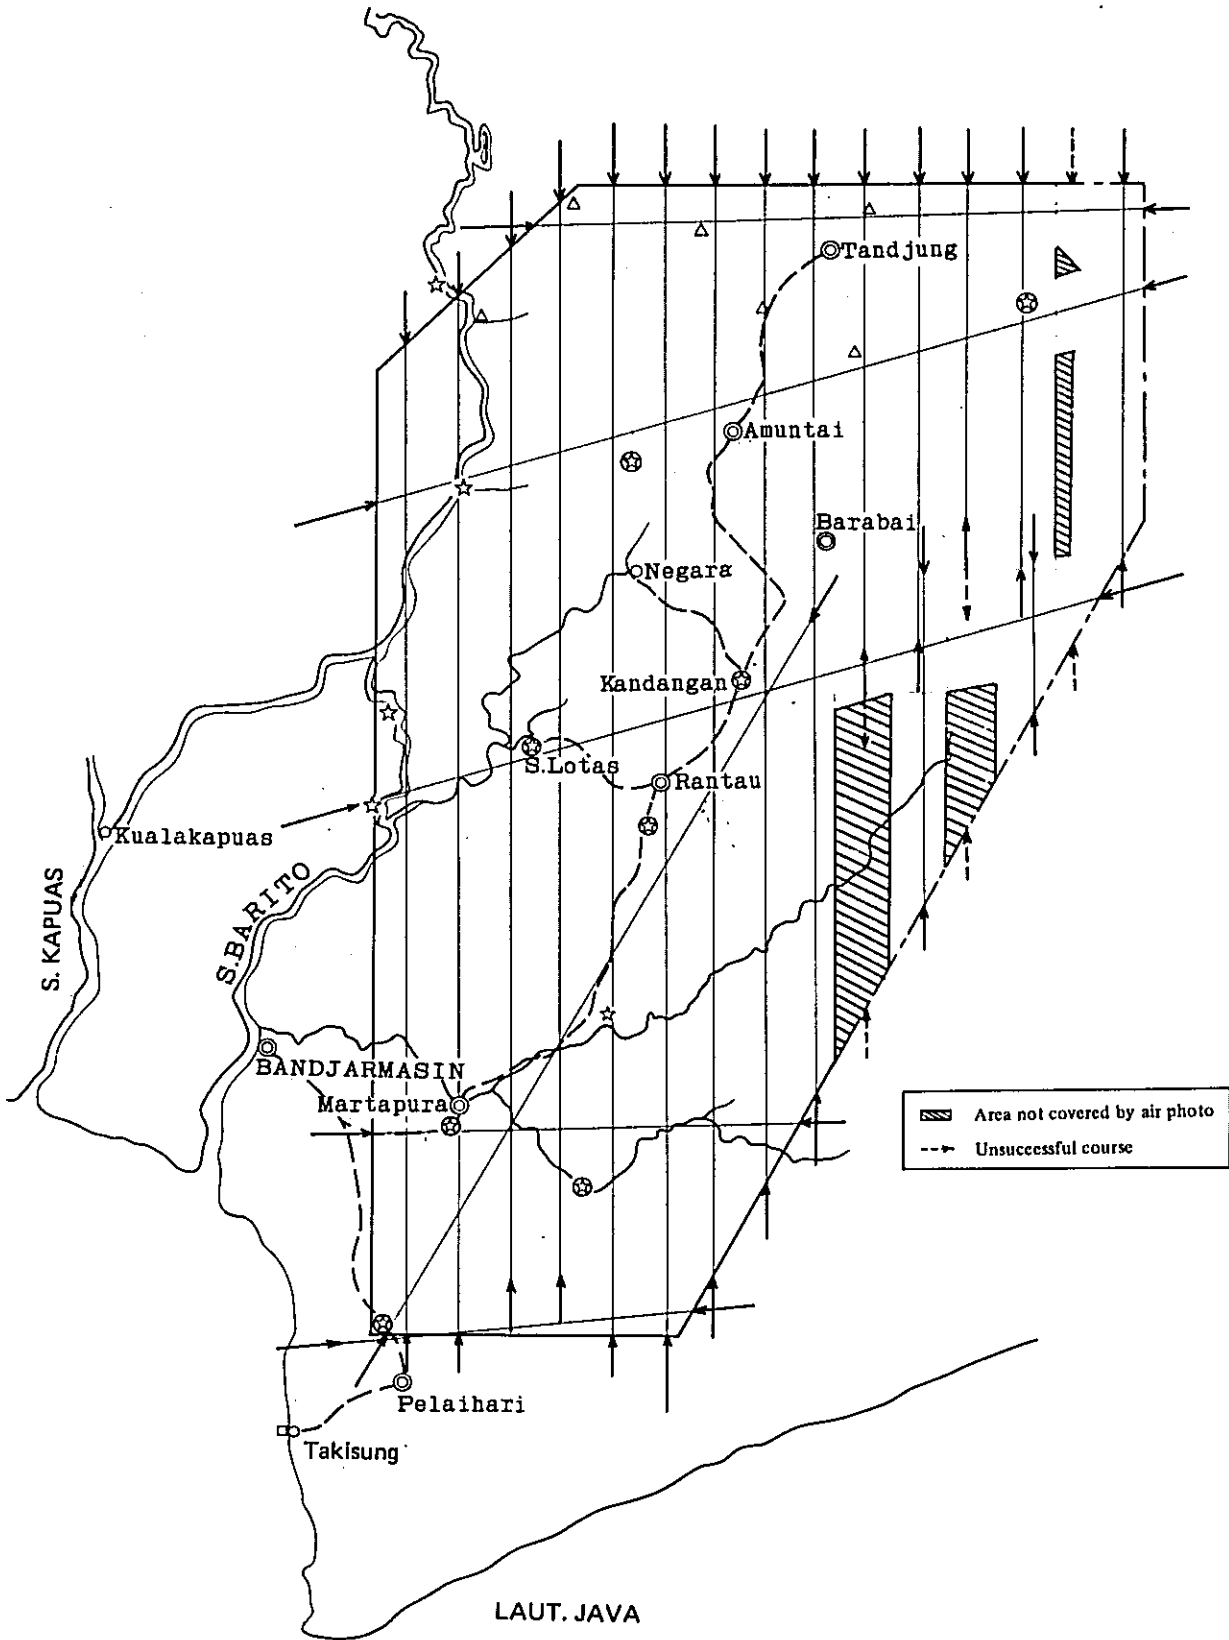 Tandjung
Amuntai
Barabai
Negara
Kandangan
S.Lotas
Rantau
Kualakapuas
S. KAPUAS
S.BARITO
BANDJARMASIN
Martapura
Area not covered by air photo
Unsuccessful course
Pelaihari
Takisung
LAUT. JAVA